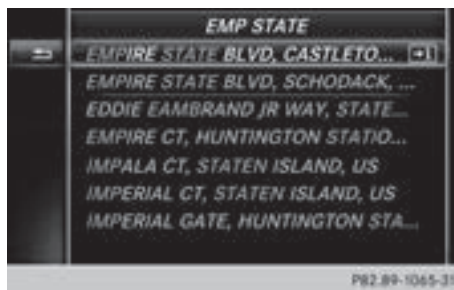 EMP STATE
EMPIRE STATE BLVD, CASTLETO...
EMPIRE STATE BLVD, SCHODACK, ...
EDDIE EAMBRAND JR WAY, STATE...
EMPIRE CT, HUNTINGTON STATIO...
IMPALA CT, STATEN ISLAND, US
IMPERIAL CT, STATEN ISLAND, US
IMPERIAL GATE, HUNTINGTON STA...
P82.89-1065-31